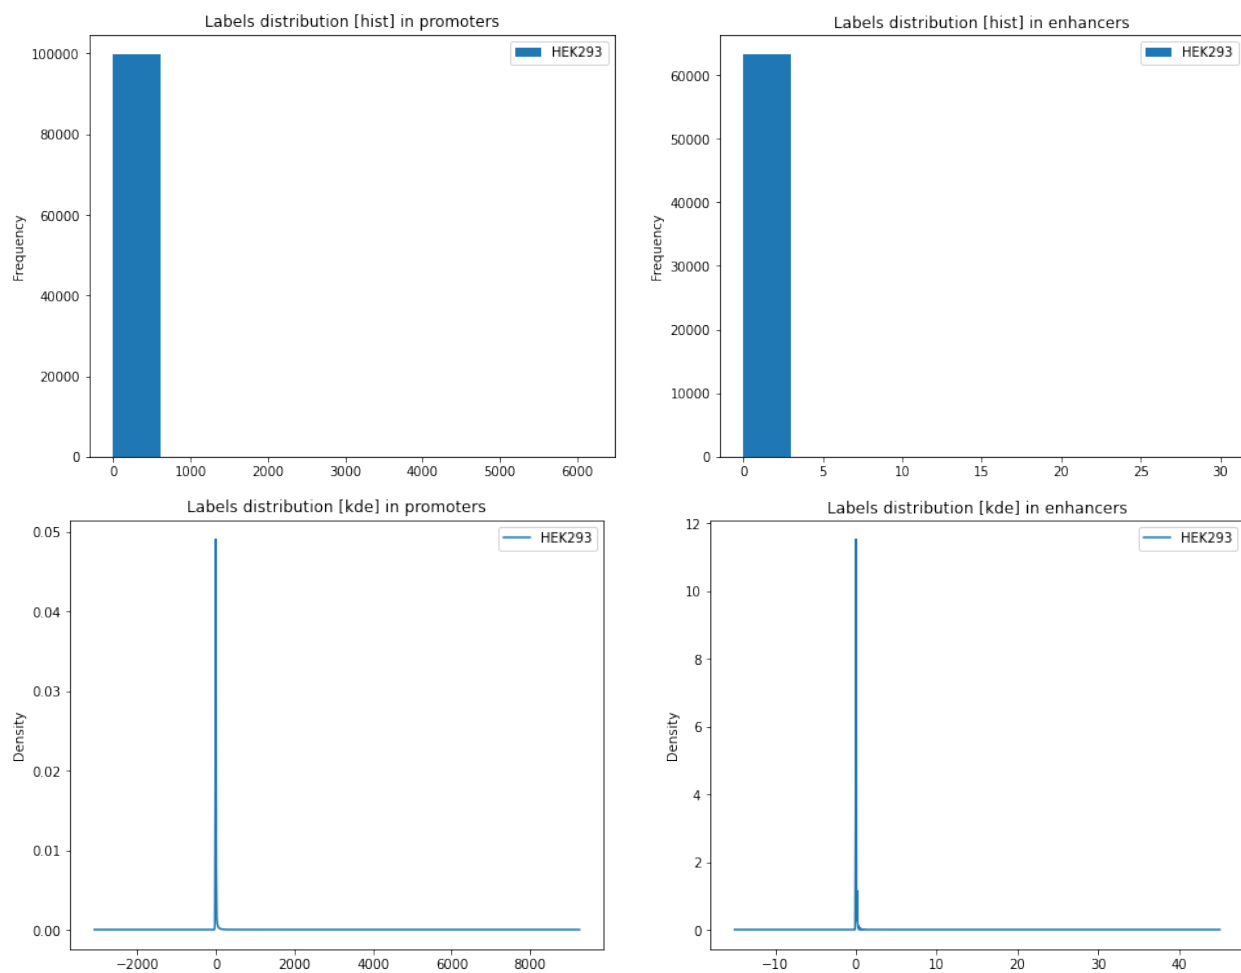 Labels distribution [hist] in promoters
HEK293
100000
80000
60000
40000
20000
0
Frequency
0 1000 2000 3000 4000 5000 6000
Labels distribution [hist] in enhancers
HEK293
60000
50000
40000
30000
20000
10000
0
Frequency
0 5 10 15 20 25 30
Labels distribution [kde] in promoters
HEK293
0.05
0.04
0.03
0.02
0.01
0.00
Density
−2000 0 2000 4000 6000 8000
Labels distribution [kde] in enhancers
HEK293
12
10
8
6
4
2
0
Density
−10 0 10 20 30 40